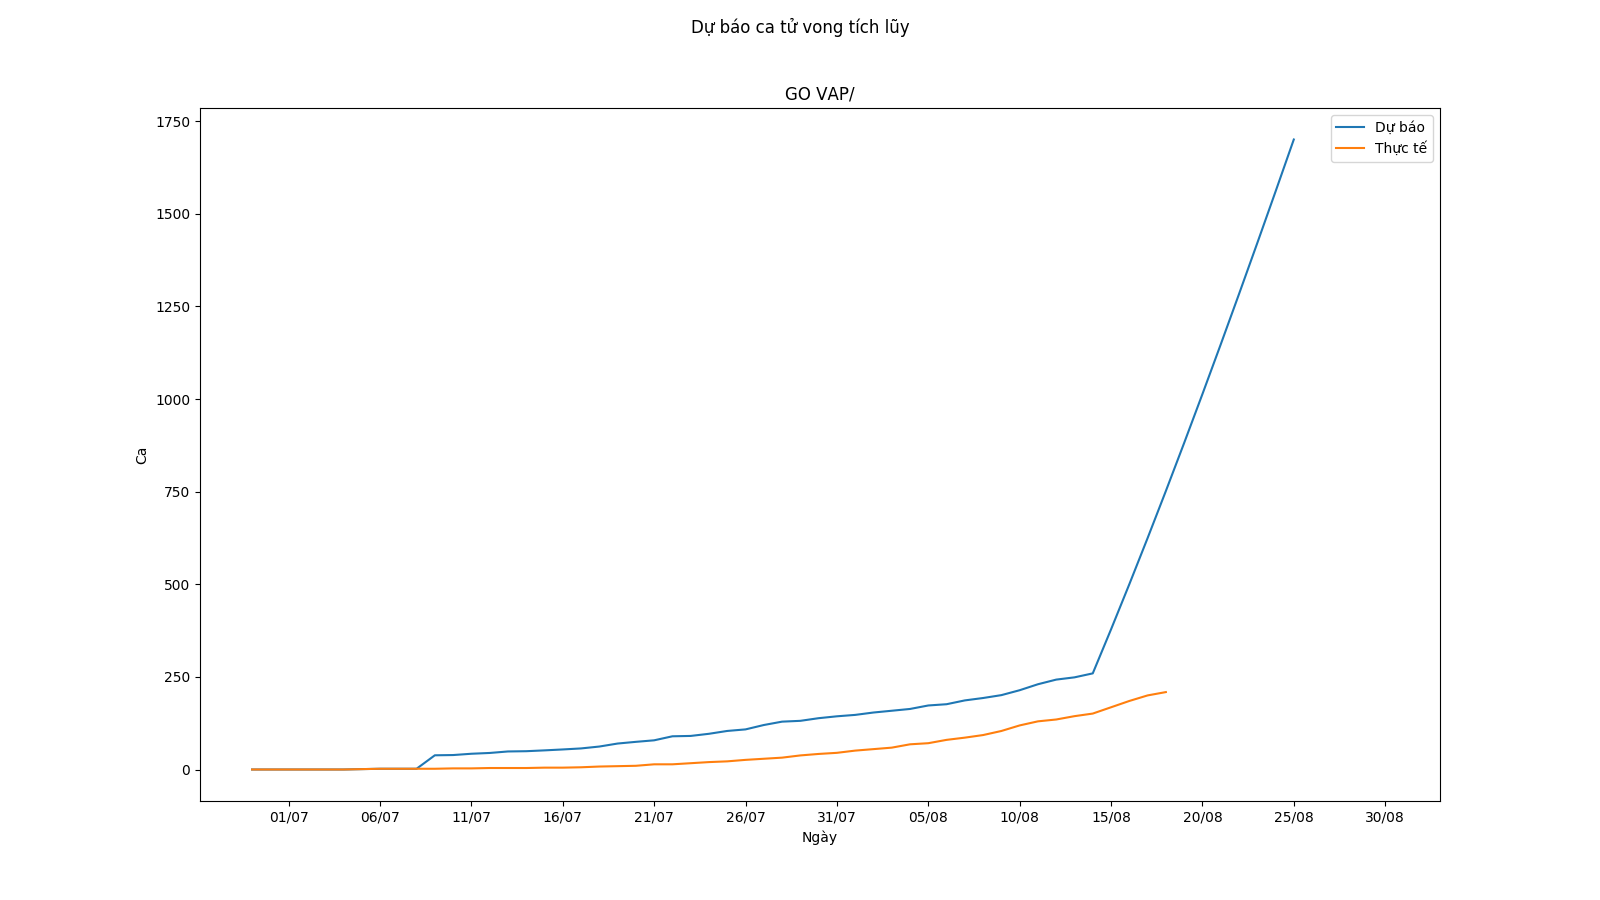 Dự báo ca tử vong tích lũy
GO VAP/
Dự báo
Thực tế
1750
1500
1250
1000
750
500
250
0
Ca
01/07 06/07 11/07 16/07 21/07 26/07 31/07 05/08 10/08 15/08 20/08 25/08 30/08
Ngày